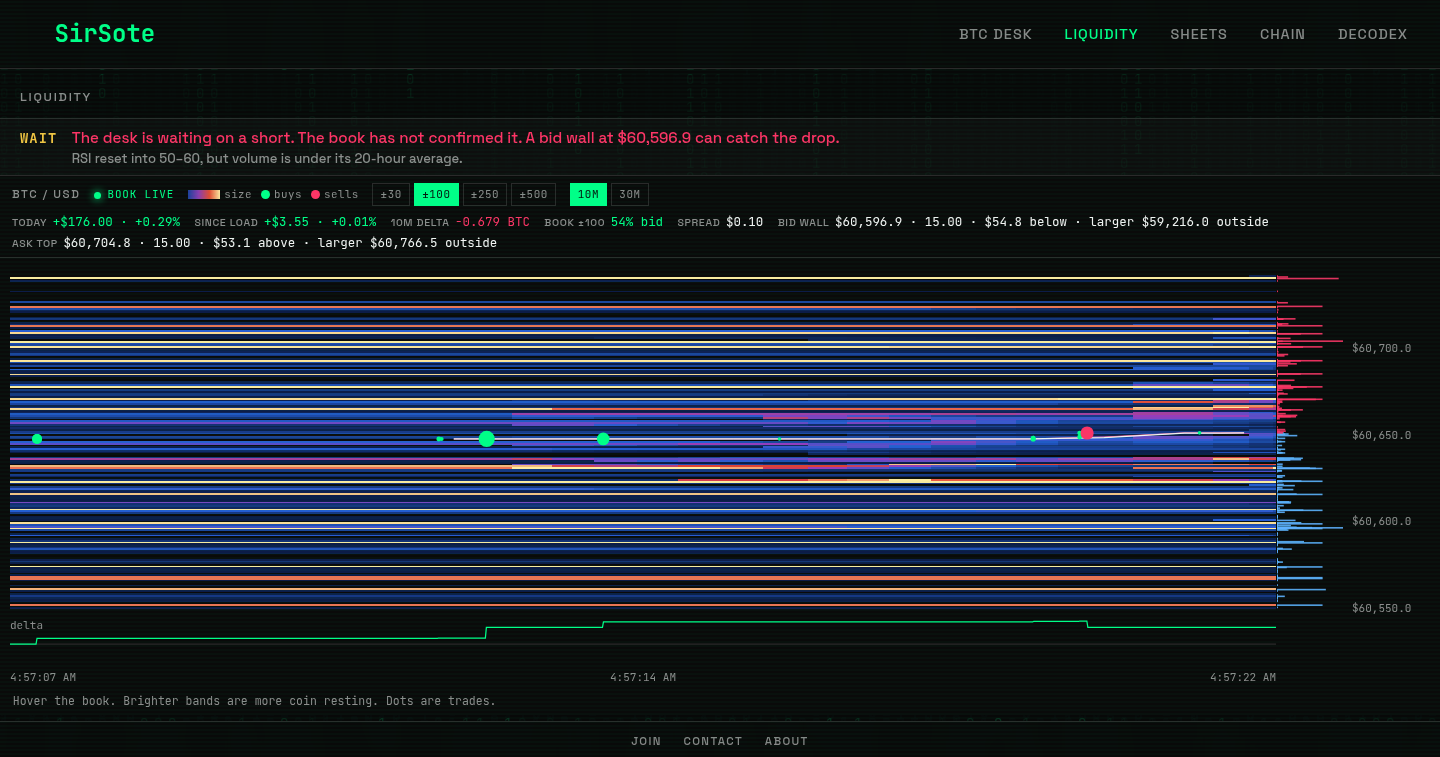 SirSote
BTC DESK LIQUIDITY SHEETS CHAIN DECODEX
LIQUIDITY
WAIT The desk is waiting on a short. The book has not confirmed it. A bid wall at $60,596.9 can catch the drop.
RSI reset into 50–60, but volume is under its 20-hour average.
BTC / USD BOOK LIVE size buys sells ±30 ±100 ±250 ±500 10M 30M
TODAY +$176.00 · +0.29% SINCE LOAD +$3.55 · +0.01% 10M DELTA -0.679 BTC BOOK ±100 54% bid SPREAD $0.10 BID WALL $60,596.9 · 15.00 · $54.8 below · larger $59,216.0 outside
ASK TOP $60,704.8 · 15.00 · $53.1 above · larger $60,766.5 outside
$60,700.0
$60,650.0
$60,600.0
$60,550.0
delta
4:57:07 AM 4:57:14 AM 4:57:22 AM
Hover the book. Brighter bands are more coin resting. Dots are trades.
JOIN CONTACT ABOUT